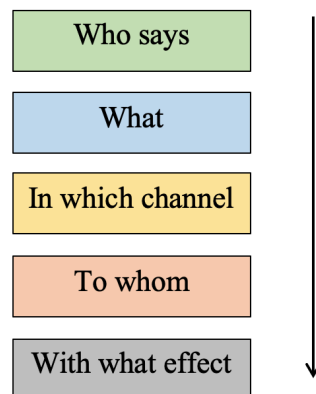 Who says
What
In which channel
To whom
With what effect